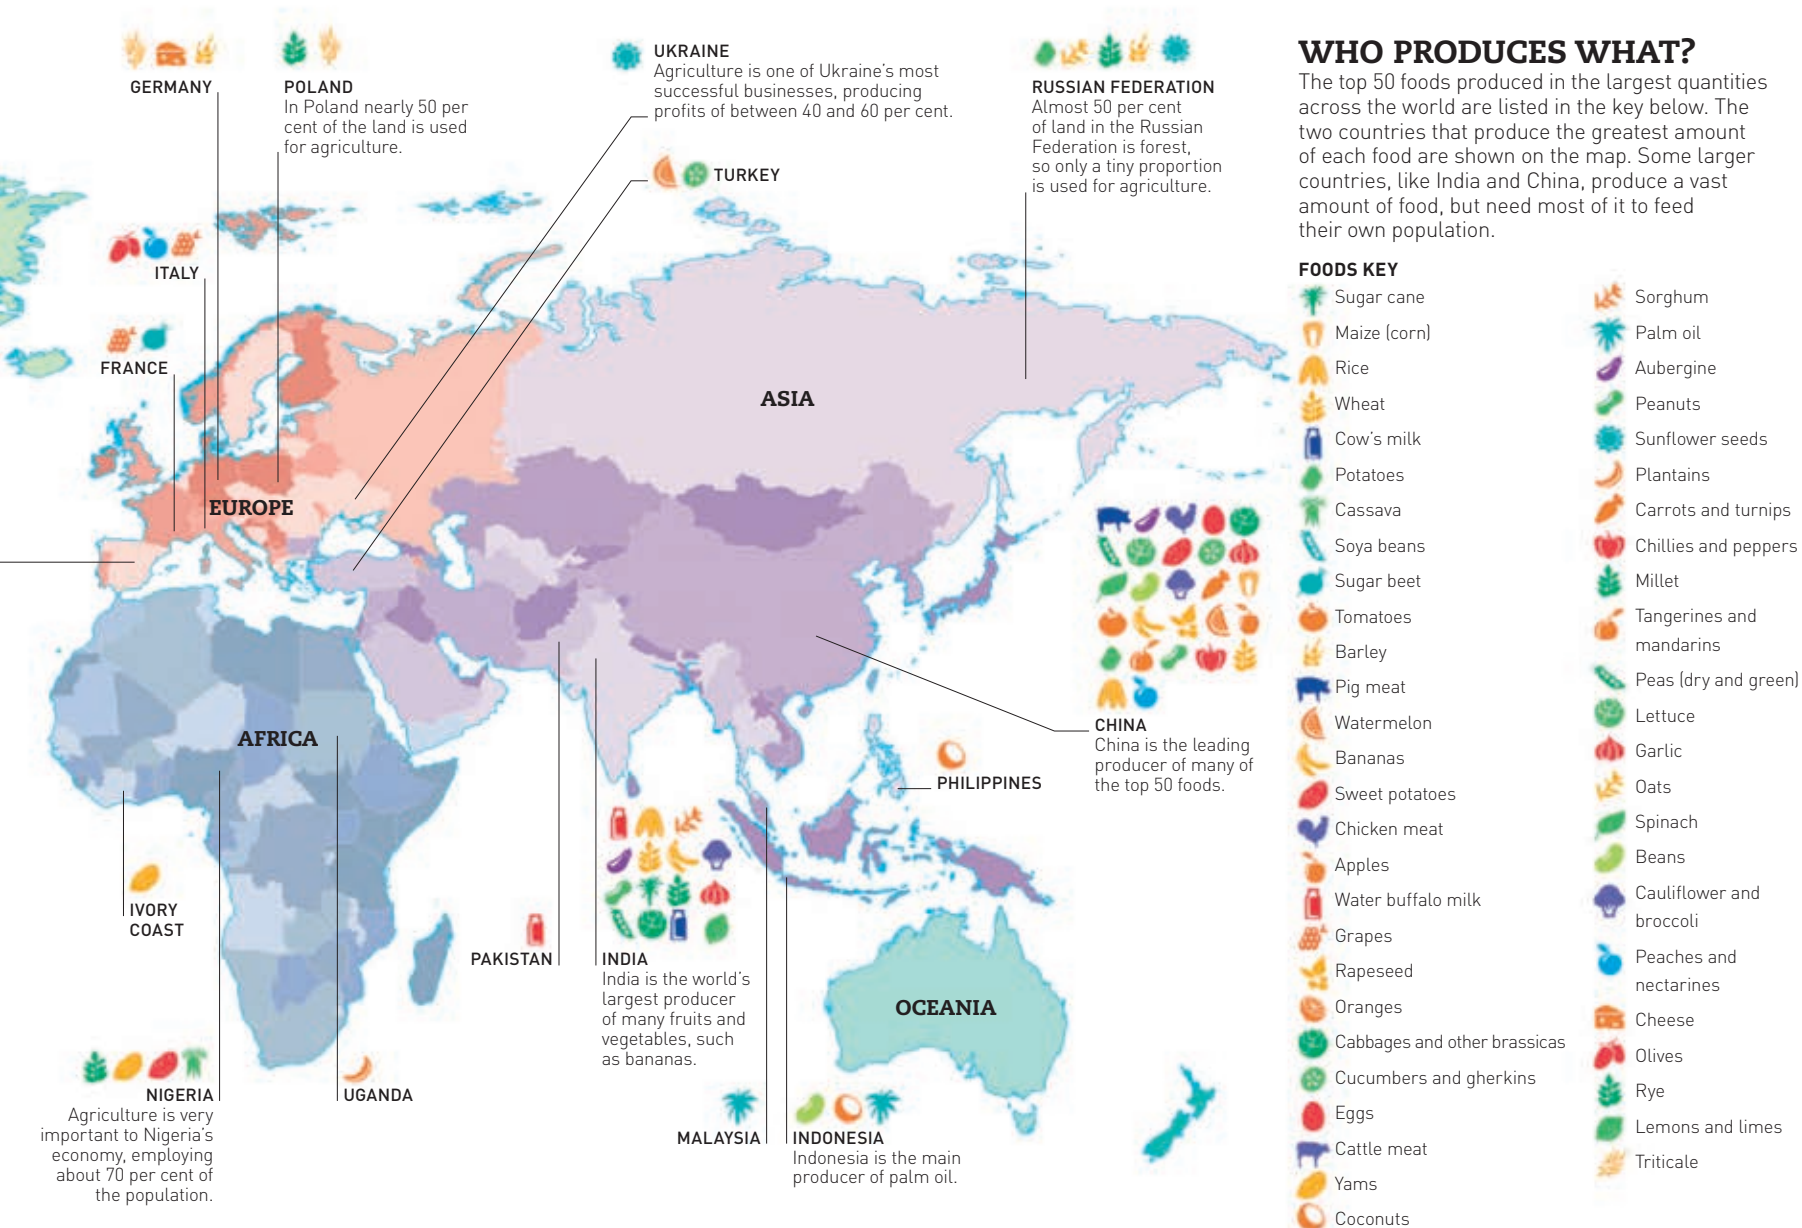 GERMANY
POLAND
In Poland nearly 50 per
cent of the land is used
for agriculture.
UKRAINE
Agriculture is one of Ukraine's most
successful businesses, producing
profits of between 40 and 60 per cent.
TURKEY
RUSSIAN FEDERATION
Almost 50 per cent
of land in the Russian
Federation is forest,
so only a tiny proportion
is used for agriculture.
ITALY
FRANCE
EUROPE
ASIA
AFRICA
OCEANIA
CHINA
China is the leading
producer of many of
the top 50 foods.
PHILIPPINES
IVORY
COAST
PAKISTAN
INDIA
India is the world's
largest producer
of many fruits and
vegetables, such
as bananas.
NIGERIA
Agriculture is very
important to Nigeria's
economy, employing
about 70 per cent of
the population.
UGANDA
MALAYSIA
INDONESIA
Indonesia is the main
producer of palm oil.
WHO PRODUCES WHAT?
The top 50 foods produced in the largest quantities
across the world are listed in the key below. The
two countries that produce the greatest amount
of each food are shown on the map. Some larger
countries, like India and China, produce a vast
amount of food, but need most of it to feed
their own population.
FOODS KEY
Sugar cane
Maize (corn)
Rice
Wheat
Cow's milk
Potatoes
Cassava
Soya beans
Sugar beet
Tomatoes
Barley
Pig meat
Watermelon
Bananas
Sweet potatoes
Chicken meat
Apples
Water buffalo milk
Grapes
Rapeseed
Oranges
Cabbages and other brassicas
Cucumbers and gherkins
Eggs
Cattle meat
Yams
Coconuts
Sorghum
Palm oil
Aubergine
Peanuts
Sunflower seeds
Plantains
Carrots and turnips
Chillies and peppers
Millet
Tangerines and
mandarins
Peas (dry and green)
Lettuce
Garlic
Oats
Spinach
Beans
Cauliflower and
broccoli
Peaches and
nectarines
Cheese
Olives
Rye
Lemons and limes
Triticale